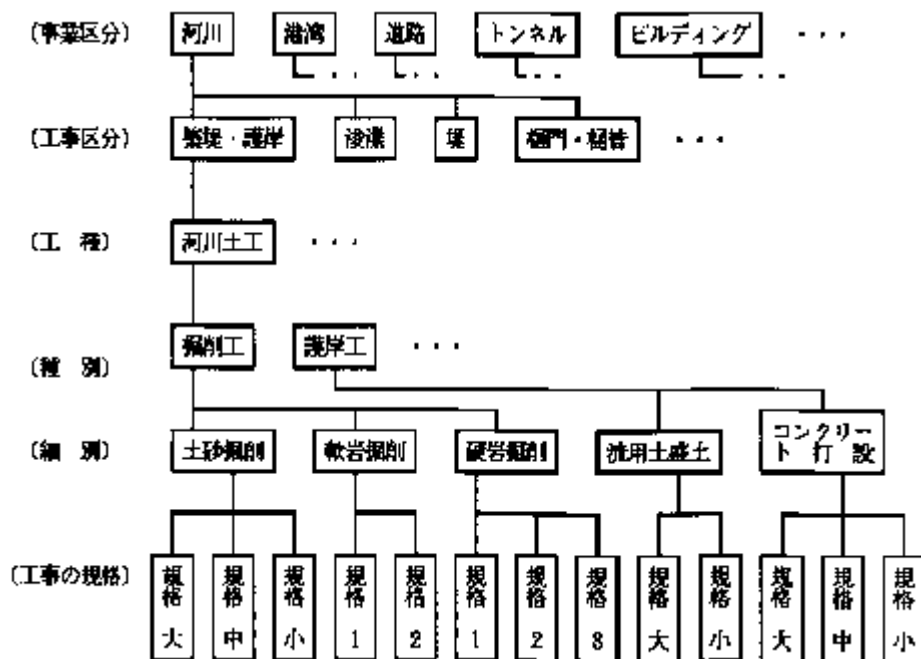 (事業区分) 河川 港湾 道路 トンネル ビルディング ・・・
・・・ ・・・ ・・・ ・・・
(工事区分) 築堤・護岸 浚渫 堤 樋門・樋管 ・・・
(工 種) 河川土工 ・・・
(種 別) 掘削工 護岸工 ・・・
(細 別) 土砂掘削 軟岩掘削 硬岩掘削 流用土盛土 コンクリート打設
(工事の規格) 規格大 規格中 規格小 規格1 規格2 規格1 規格2 規格3 規格大 規格小 規格大 規格中 規格小